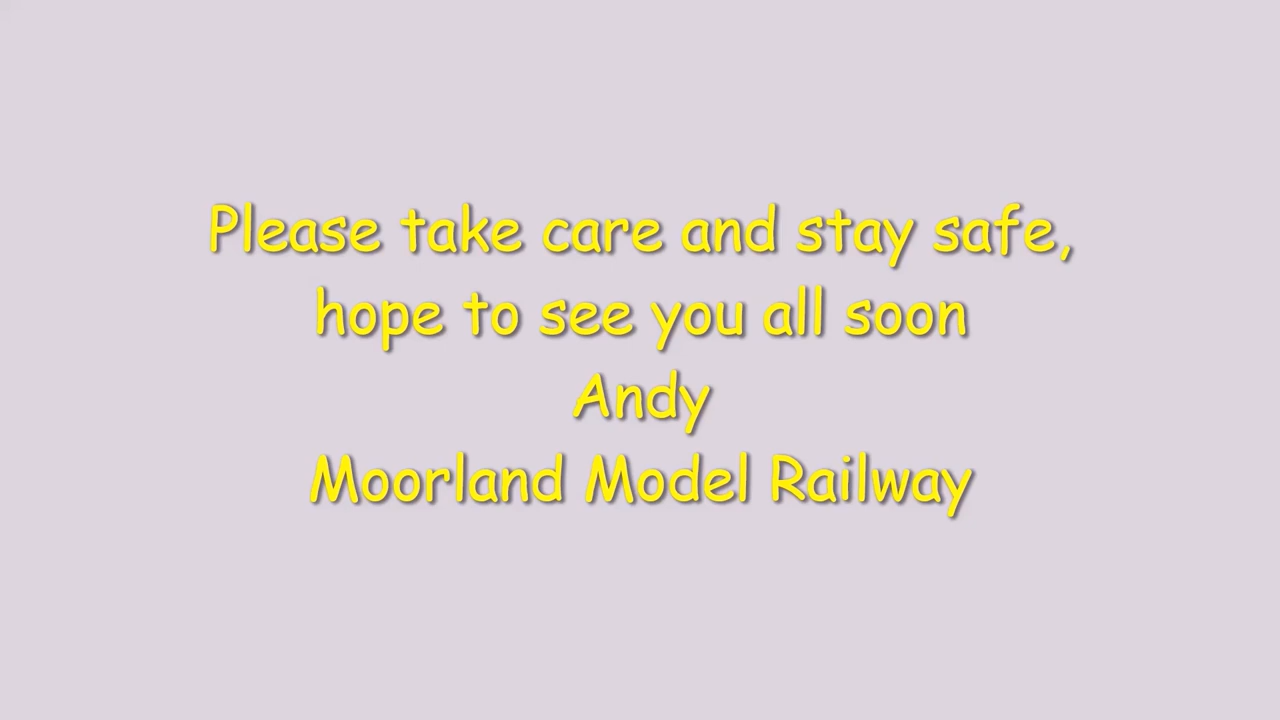 Please take care and stay safe,
hope to see you all soon
Andy
Moorland Model Railway